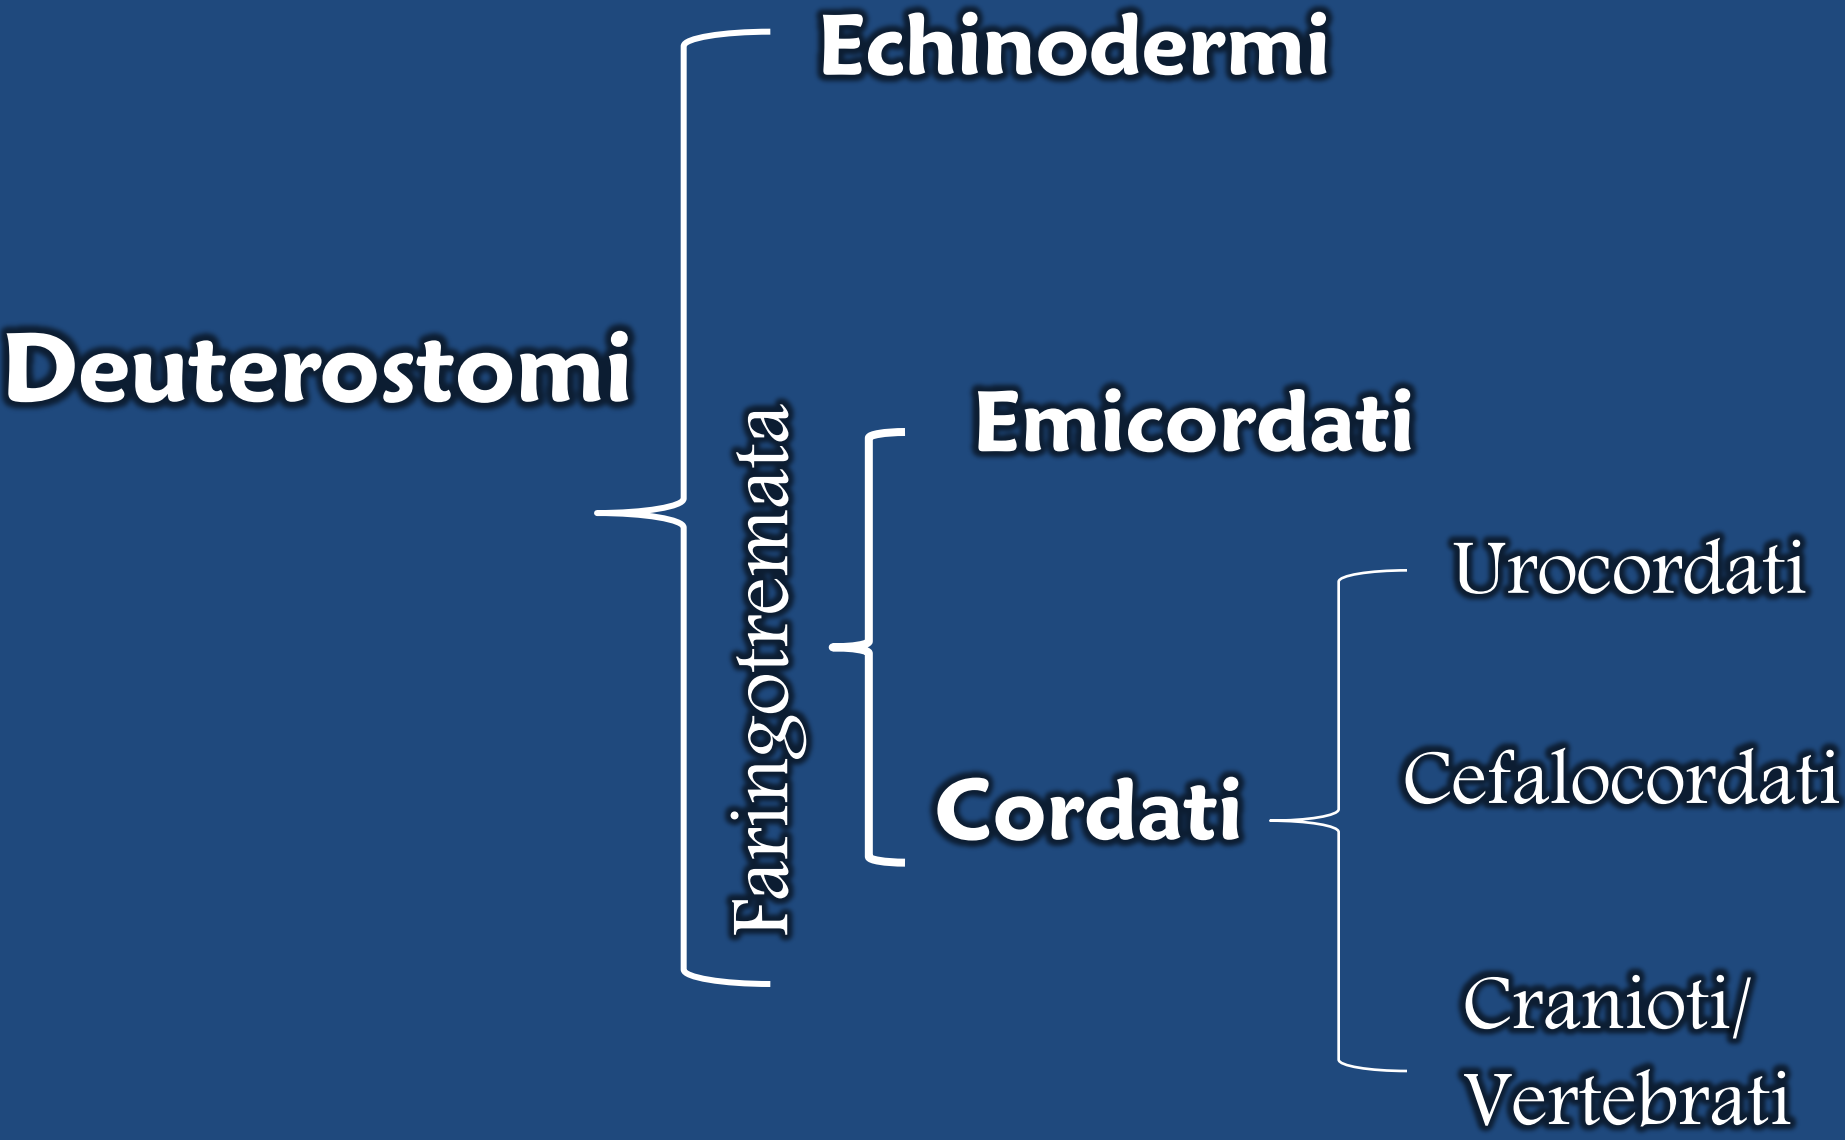 Echinodermi
Deuterostomi
Faringotremata
Emicordati
Cordati
Urocordati
Cefalocordati
Cranioti/
Vertebrati